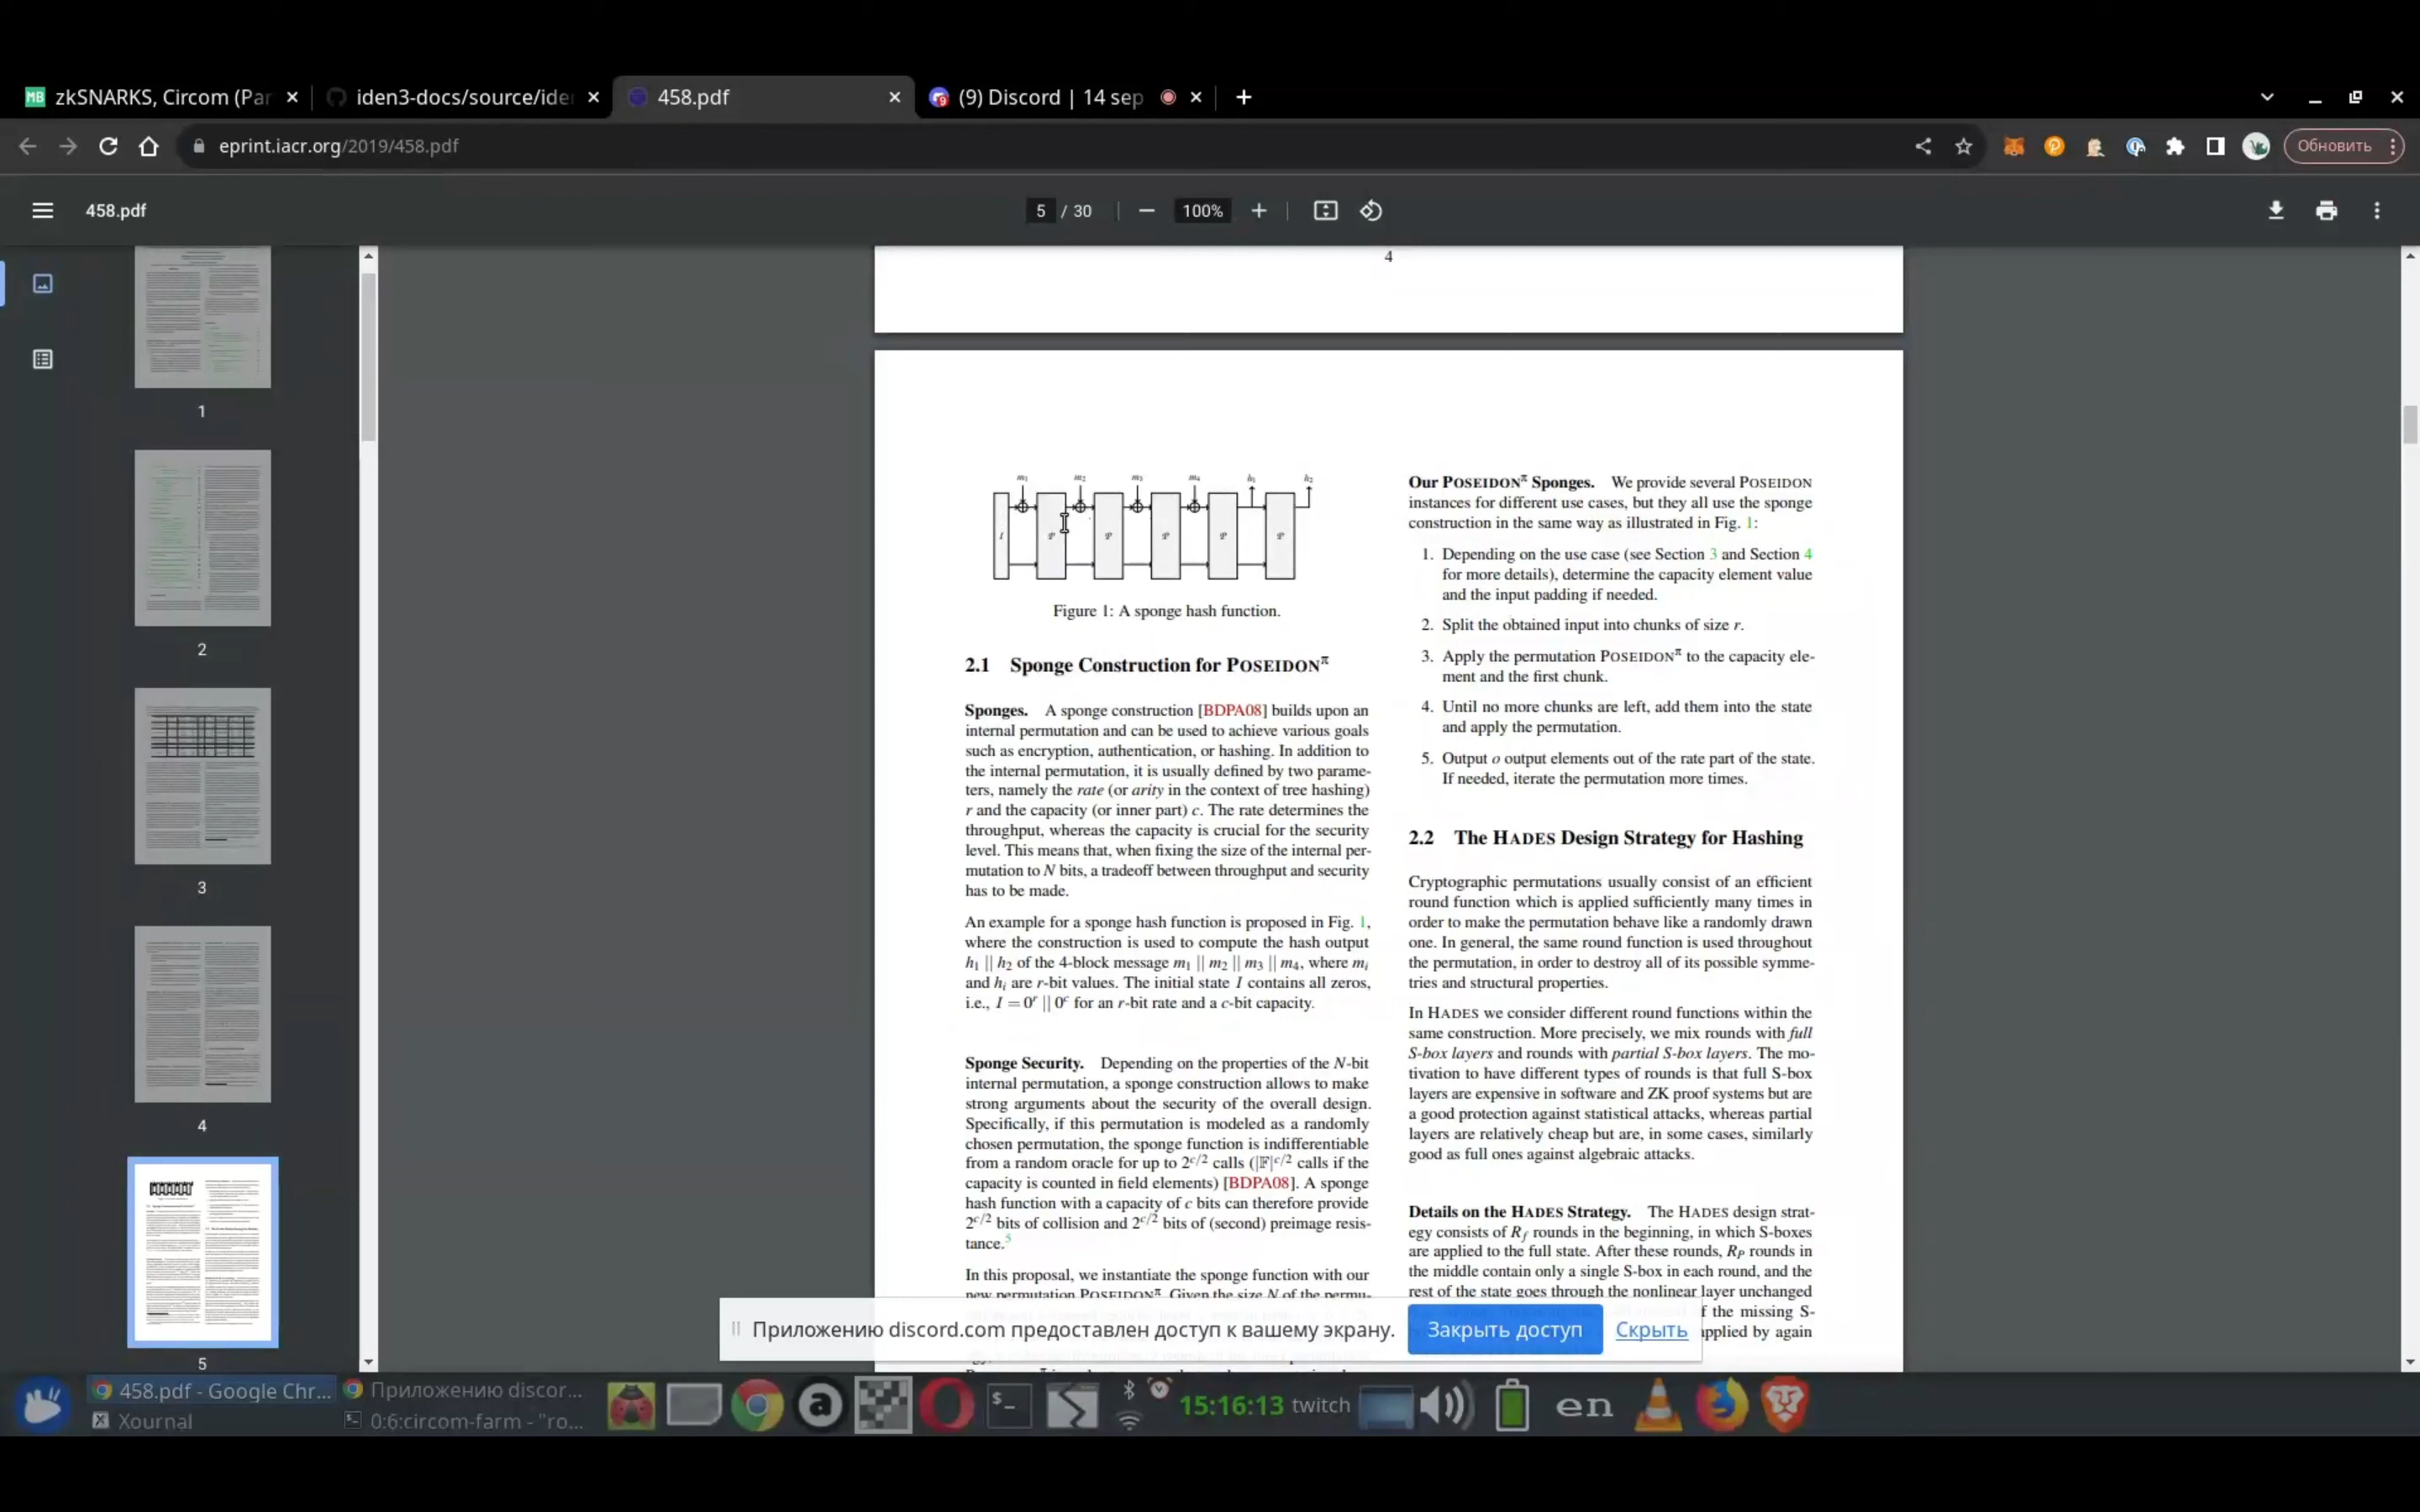 zkSNARKS, Circom (Par
iden3-docs/source/ide
458.pdf
(9) Discord | 14 sep
eprint.iacr.org/2019/458.pdf
Обновить
458.pdf
5 / 30
100%
1
2
3
4
5
4
m₁ m₂ m₃ m₄ h₁ h₂
I 𝒫 𝒫 𝒫 𝒫 𝒫
Figure 1: A sponge hash function.
2.1 Sponge Construction for POSEIDONπ
Sponges. A sponge construction [BDPA08] builds upon an
internal permutation and can be used to achieve various goals
such as encryption, authentication, or hashing. In addition to
the internal permutation, it is usually defined by two parame-
ters, namely the rate (or arity in the context of tree hashing)
r and the capacity (or inner part) c. The rate determines the
throughput, whereas the capacity is crucial for the security
level. This means that, when fixing the size of the internal per-
mutation to N bits, a tradeoff between throughput and security
has to be made.
An example for a sponge hash function is proposed in Fig. 1,
where the construction is used to compute the hash output
h₁ || h₂ of the 4-block message m₁ || m₂ || m₃ || m₄, where mᵢ
and hᵢ are r-bit values. The initial state I contains all zeros,
i.e., I = 0ʳ || 0ᶜ for an r-bit rate and a c-bit capacity.
Sponge Security. Depending on the properties of the N-bit
internal permutation, a sponge construction allows to make
strong arguments about the security of the overall design.
Specifically, if this permutation is modeled as a randomly
chosen permutation, the sponge function is indifferentiable
from a random oracle for up to 2^c/2 calls (|𝔽|^c/2 calls if the
capacity is counted in field elements) [BDPA08]. A sponge
hash function with a capacity of c bits can therefore provide
2^c/2 bits of collision and 2^c/2 bits of (second) preimage resis-
tance.⁵
In this proposal, we instantiate the sponge function with our
new permutation POSEIDONπ. Given the size N of the permu-
Our POSEIDONπ Sponges. We provide several POSEIDON
instances for different use cases, but they all use the sponge
construction in the same way as illustrated in Fig. 1:
1. Depending on the use case (see Section 3 and Section 4
for more details), determine the capacity element value
and the input padding if needed.
2. Split the obtained input into chunks of size r.
3. Apply the permutation POSEIDONπ to the capacity ele-
ment and the first chunk.
4. Until no more chunks are left, add them into the state
and apply the permutation.
5. Output o output elements out of the rate part of the state.
If needed, iterate the permutation more times.
2.2 The HADES Design Strategy for Hashing
Cryptographic permutations usually consist of an efficient
round function which is applied sufficiently many times in
order to make the permutation behave like a randomly drawn
one. In general, the same round function is used throughout
the permutation, in order to destroy all of its possible symme-
tries and structural properties.
In HADES we consider different round functions within the
same construction. More precisely, we mix rounds with full
S-box layers and rounds with partial S-box layers. The mo-
tivation to have different types of rounds is that full S-box
layers are expensive in software and ZK proof systems but are
a good protection against statistical attacks, whereas partial
layers are relatively cheap but are, in some cases, similarly
good as full ones against algebraic attacks.
Details on the HADES Strategy. The HADES design strat-
egy consists of R_f rounds in the beginning, in which S-boxes
are applied to the full state. After these rounds, R_P rounds in
the middle contain only a single S-box in each round, and the
rest of the state goes through the nonlinear layer unchanged
f the missing S-
applied by again
Приложению discord.com предоставлен доступ к вашему экрану.
Закрыть доступ
Скрыть
458.pdf - Google Chr...
Xournal
Приложению discor...
0:6:circom-farm - "ro...
15:16:13 twitch
en